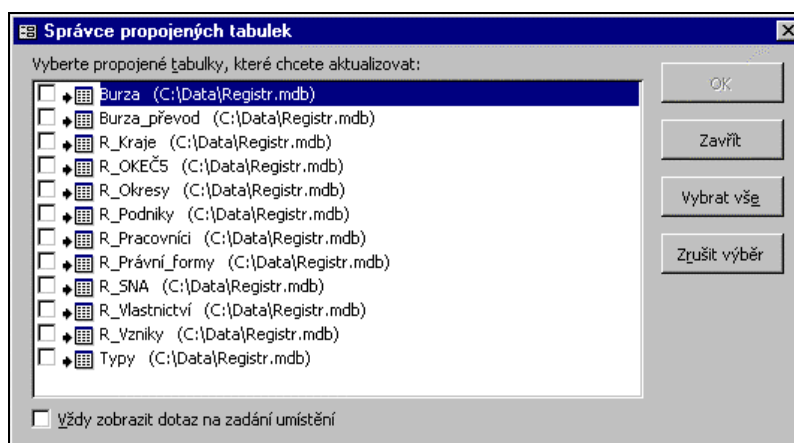 Správce propojených tabulek
Vyberte propojené tabulky, které chcete aktualizovat:
Burza (C:\Data\Registr.mdb)
Burza_převod (C:\Data\Registr.mdb)
R_Kraje (C:\Data\Registr.mdb)
R_OKEČ5 (C:\Data\Registr.mdb)
R_Okresy (C:\Data\Registr.mdb)
R_Podniky (C:\Data\Registr.mdb)
R_Pracovníci (C:\Data\Registr.mdb)
R_Právní_formy (C:\Data\Registr.mdb)
R_SNA (C:\Data\Registr.mdb)
R_Vlastnictví (C:\Data\Registr.mdb)
R_Vzniky (C:\Data\Registr.mdb)
Typy (C:\Data\Registr.mdb)
OK
Zavřít
Vybrat vše
Zrušit výběr
Vždy zobrazit dotaz na zadání umístění